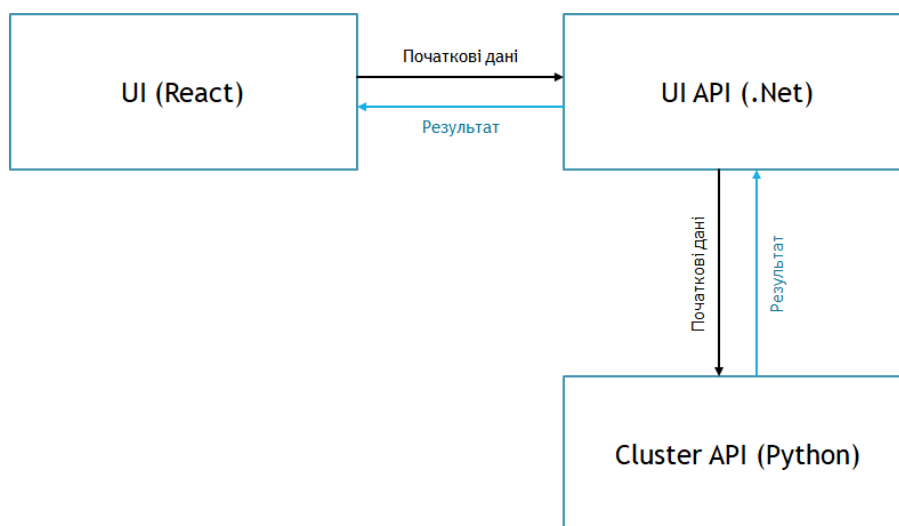 UI (React)
Початкові дані
Результат
UI API (.Net)
Початкові дані
Результат
Cluster API (Python)